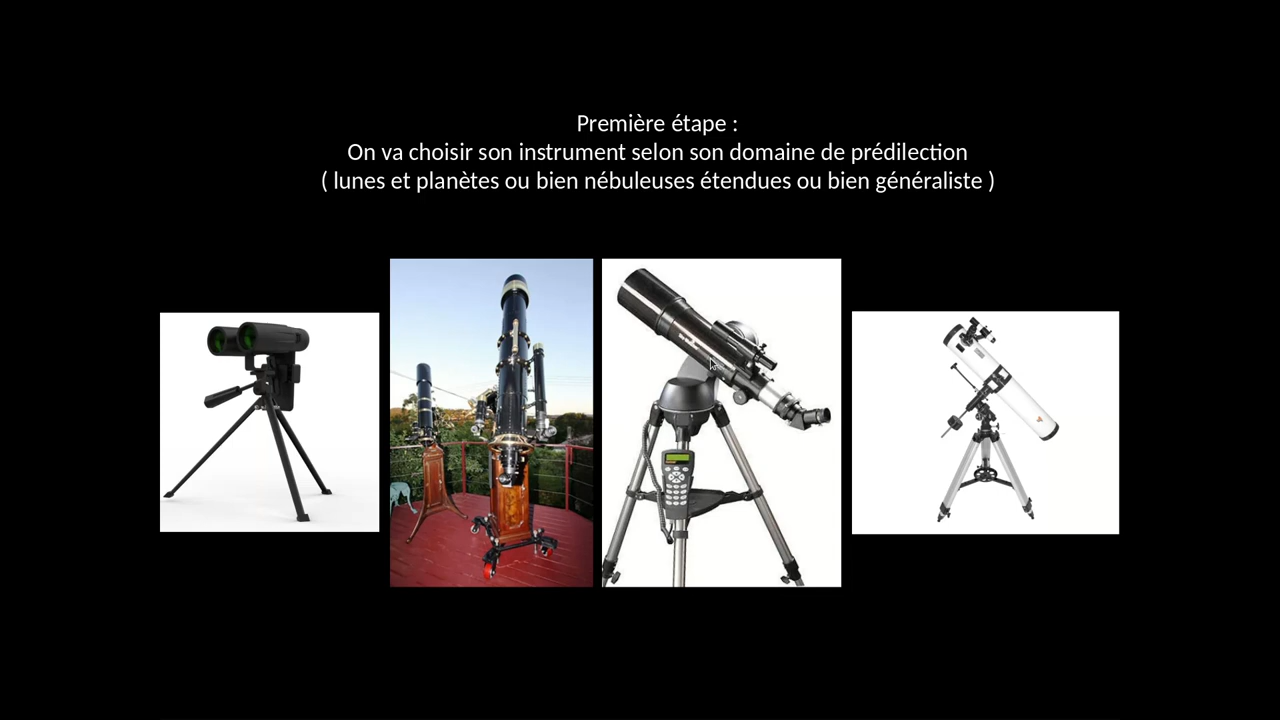 Première étape :
On va choisir son instrument selon son domaine de prédilection
( lunes et planètes ou bien nébuleuses étendues ou bien généraliste )